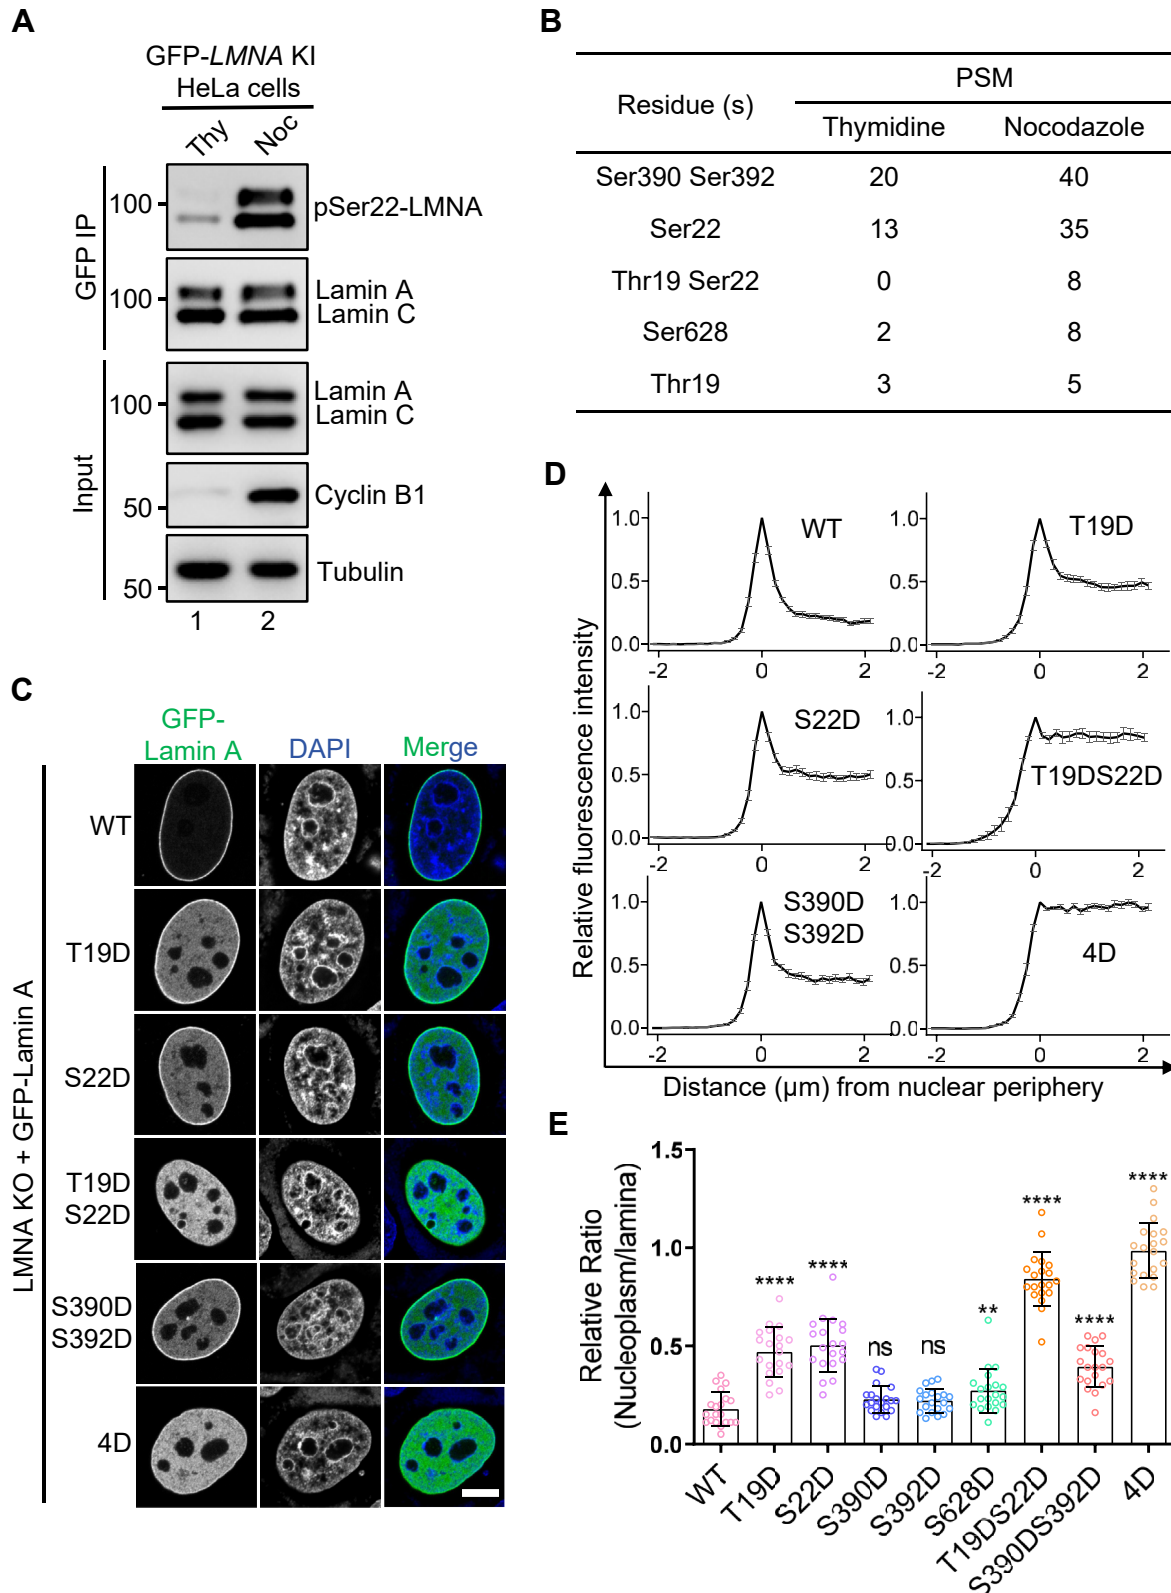 A
GFP-LMNA KI
HeLa cells
Thy Noc
GFP IP
100
pSer22-LMNA
100
Lamin A
Lamin C
Input
100
Lamin A
Lamin C
50
Cyclin B1
50
Tubulin
1 2
B
Residue (s) PSM
Thymidine Nocodazole
Ser390 Ser392 20 40
Ser22 13 35
Thr19 Ser22 0 8
Ser628 2 8
Thr19 3 5
C
GFP-
Lamin A DAPI Merge
LMNA KO + GFP-Lamin A
WT
T19D
S22D
T19D
S22D
S390D
S392D
4D
D
Relative fluorescence intensity
1.0
0.5
0.0
-2 0 2
WT
1.0
0.5
0.0
-2 0 2
T19D
1.0
0.5
0.0
-2 0 2
S22D
1.0
0.5
0.0
-2 0 2
T19DS22D
1.0
0.5
0.0
-2 0 2
S390D
S392D
1.0
0.5
0.0
-2 0 2
4D
Distance (μm) from nuclear periphery
E
Relative Ratio
(Nucleoplasm/lamina)
1.5
1.0
0.5
0.0
**** **** ns ns ** **** **** ****
WT T19D S22D S390D S392D S628D T19DS22D S390DS392D 4D